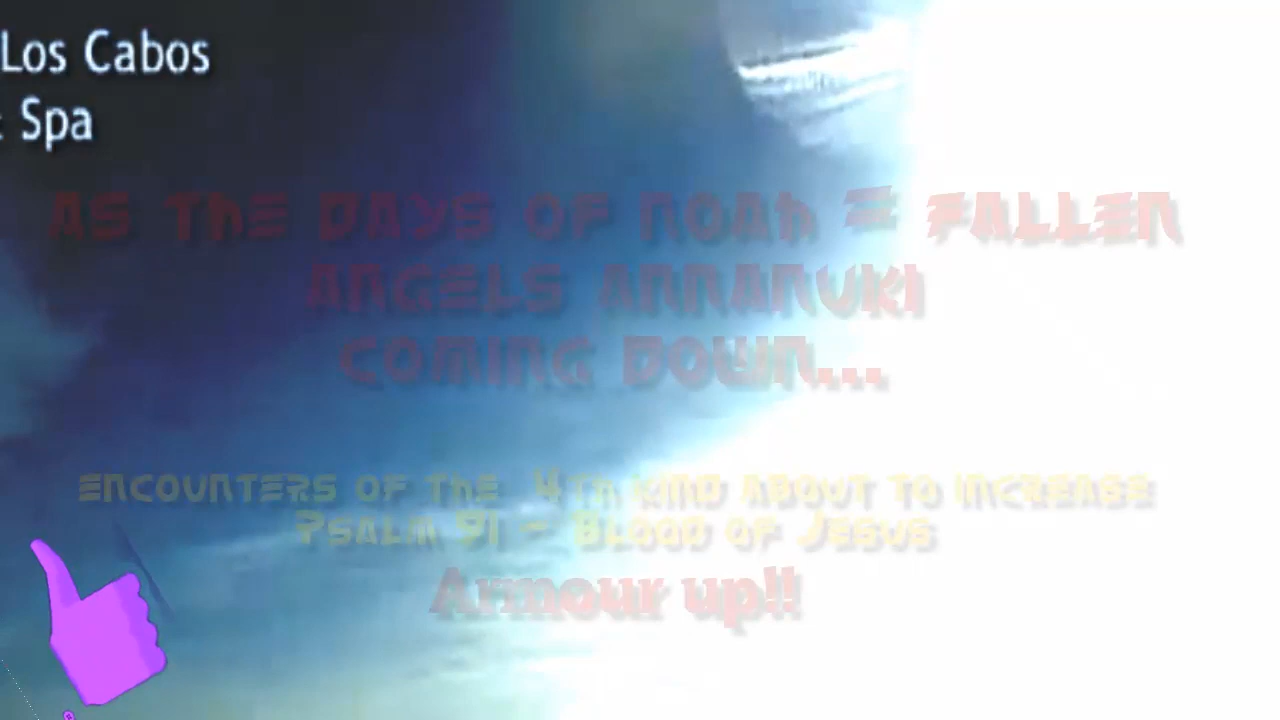 Los Cabos
& Spa
AS THE DAYS OF NOAH = FALLEN
ANGELS ANNANUKI
COMING DOWN...
ENCOUNTERS OF THE 4TH KIND ABOUT TO INCREASE
PSALM 91 - BLOOD OF JESUS
Armour up!!